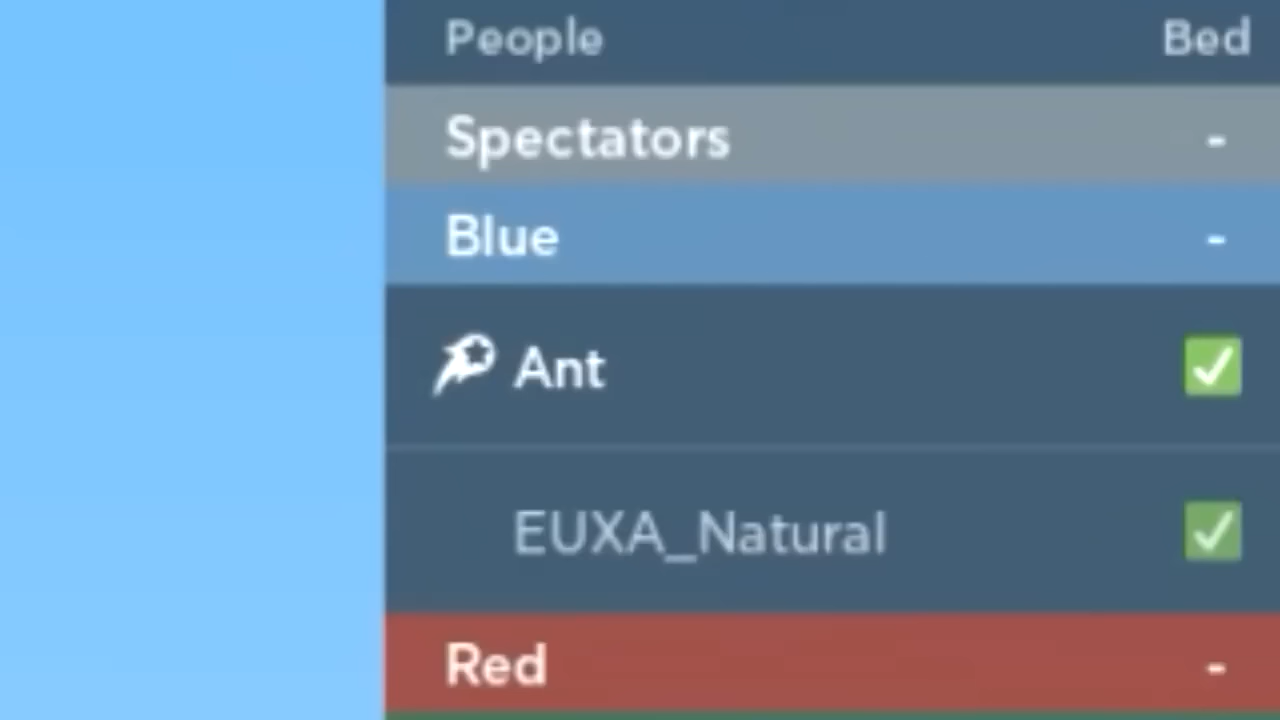 People Bed
Spectators -
Blue -
Ant ✅
EUXA_Natural ✅
Red -